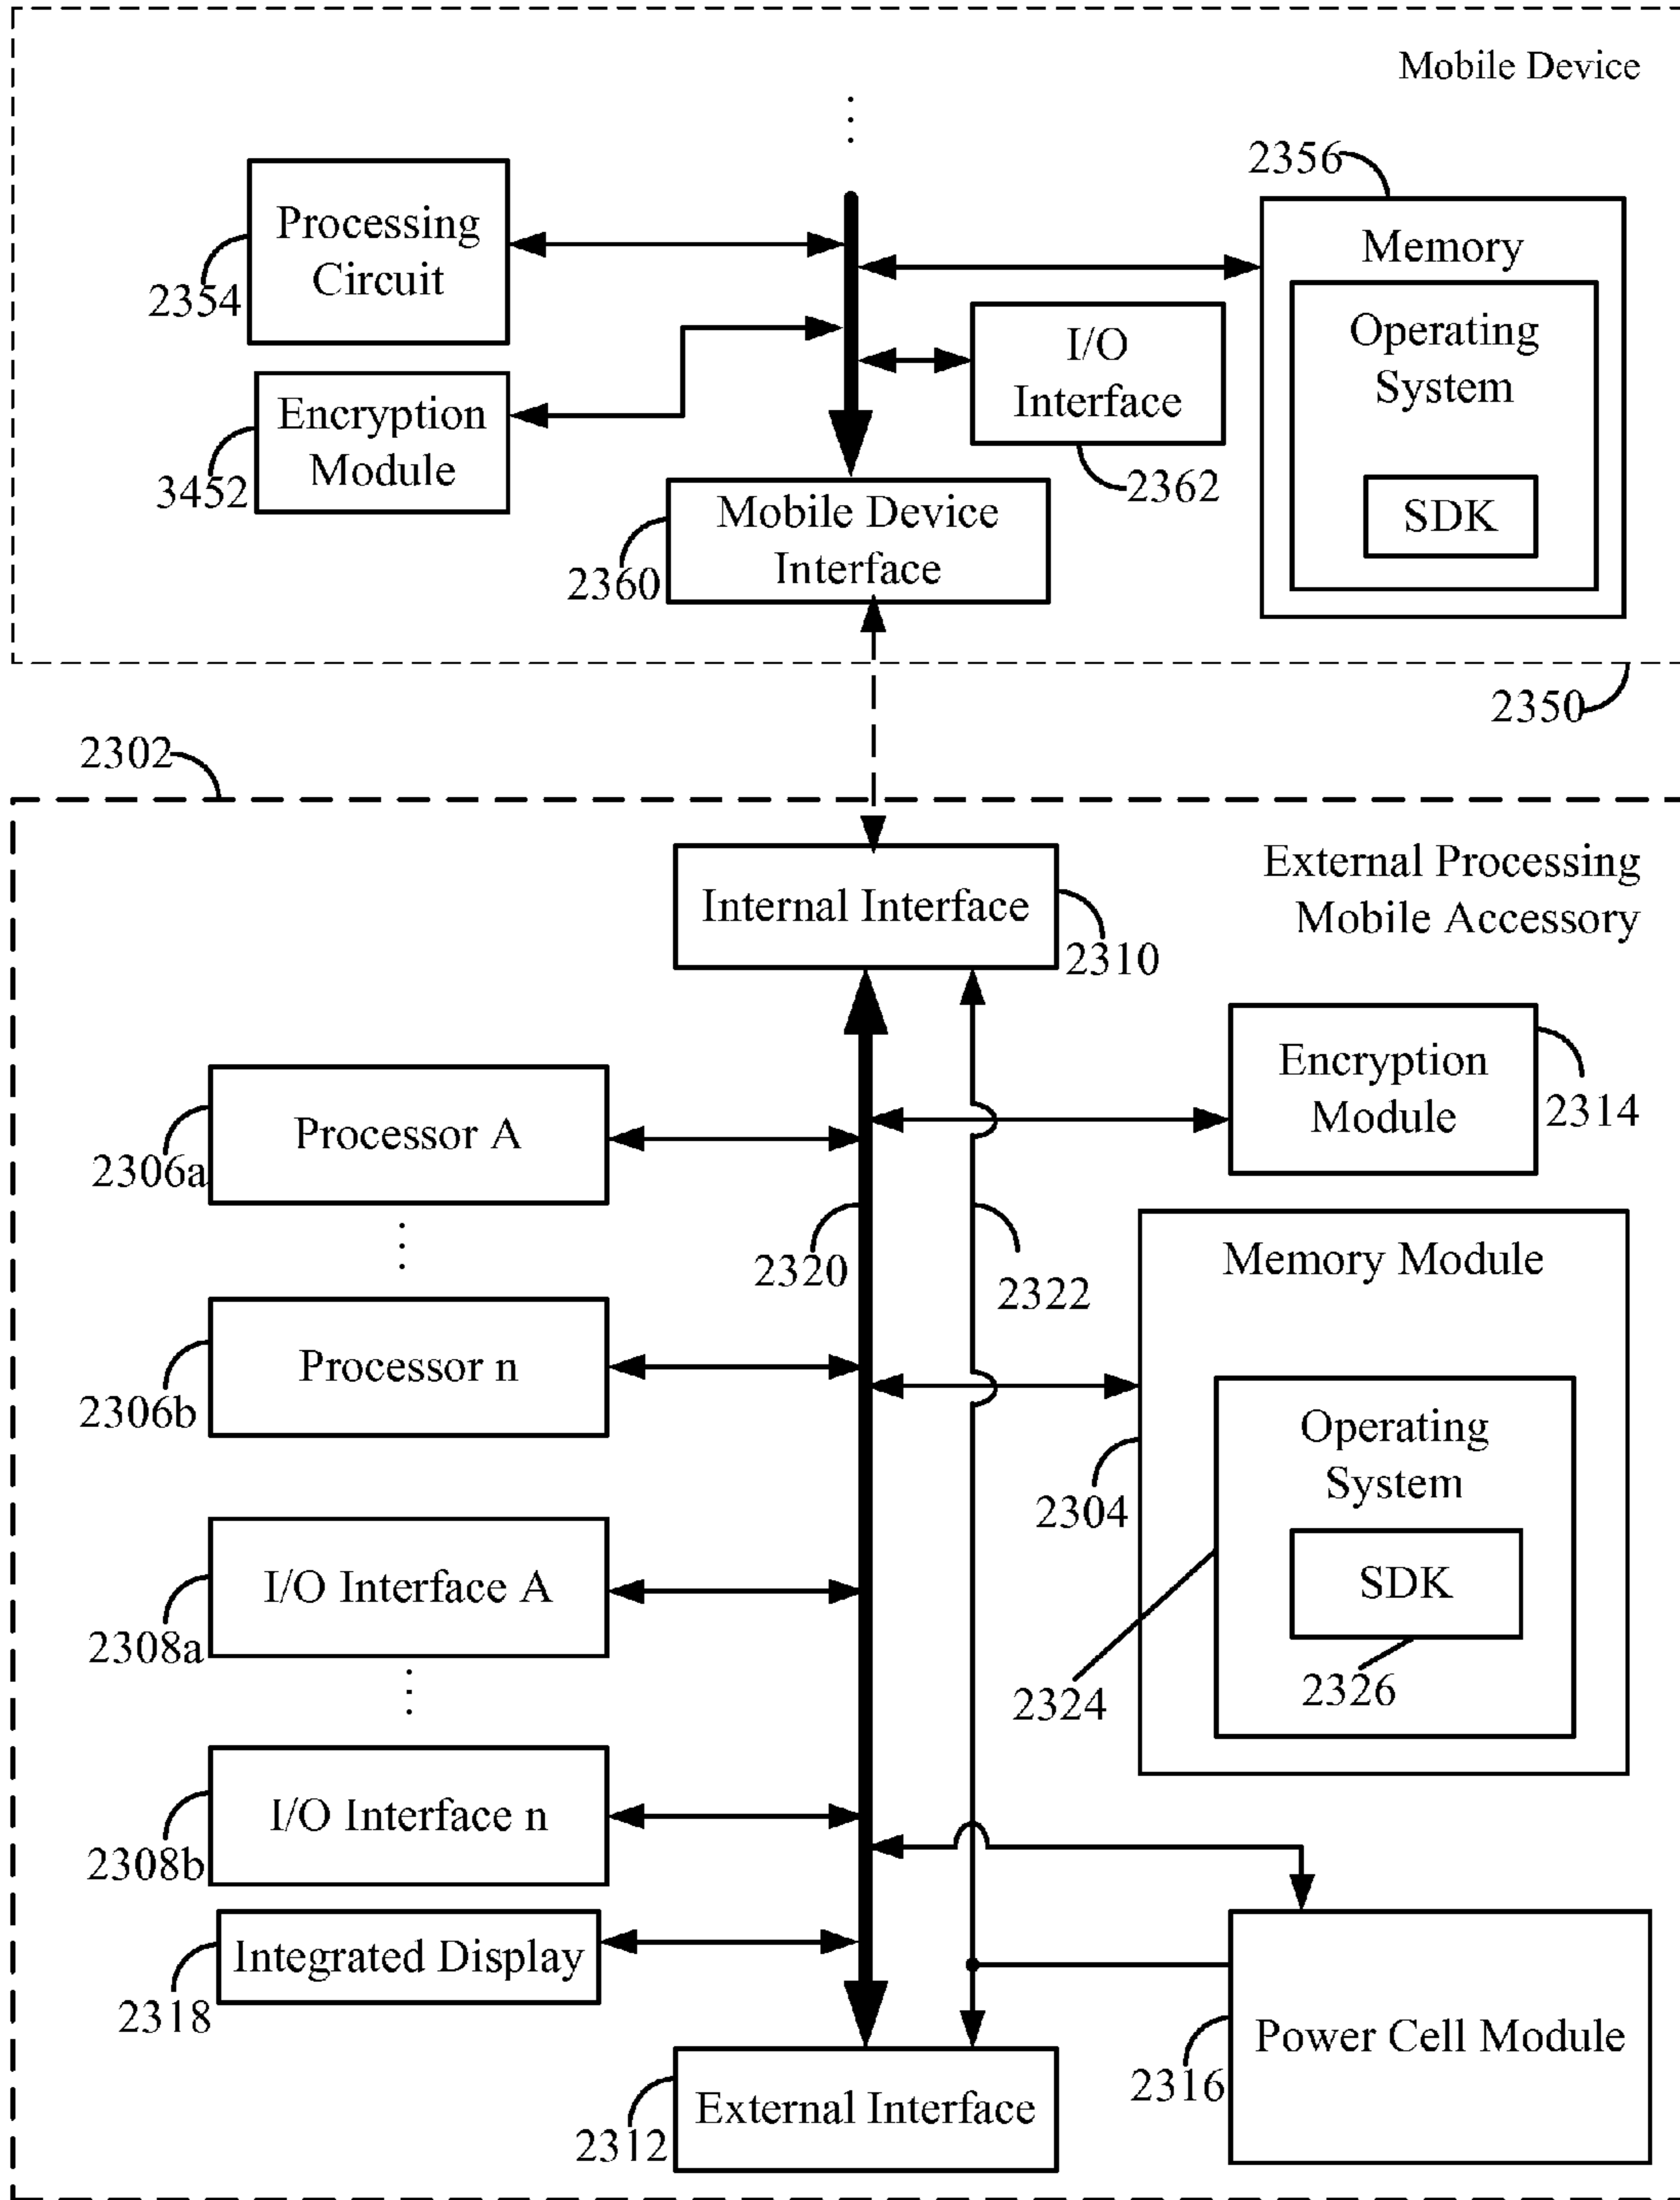 Mobile Device
2356
Processing
Circuit
2354
Memory
Operating
System
SDK
I/O
Interface
2362
Encryption
Module
3452
Mobile Device
Interface
2360
2350
2302
External Processing
Mobile Accessory
Internal Interface
2310
Encryption
Module
2314
Processor A
2306a
2320
2322
Memory Module
Processor n
2306b
Operating
System
2304
SDK
I/O Interface A
2308a
2324
2326
I/O Interface n
2308b
Integrated Display
2318
Power Cell Module
2316
External Interface
2312